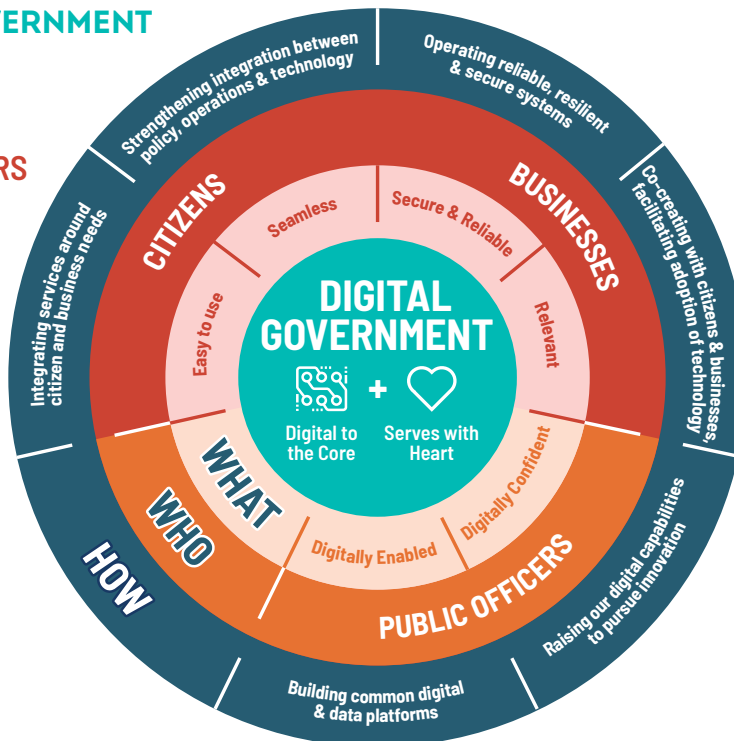 VERNMENT
RS
Strengthening integration between
policy, operations & technology
Operating reliable, resilient
& secure systems
Co-creating with citizens & businesses,
facilitating adoption of technology
Raising our digital capabilities
to pursue innovation
Building common digital
& data platforms
HOW
Integrating services around
citizen and business needs
CITIZENS
BUSINESSES
PUBLIC OFFICERS
WHO
Easy to use
Seamless
Secure & Reliable
Relevant
Digitally Confident
Digitally Enabled
WHAT
DIGITAL
GOVERNMENT
+
Digital to
the Core
Serves with
Heart